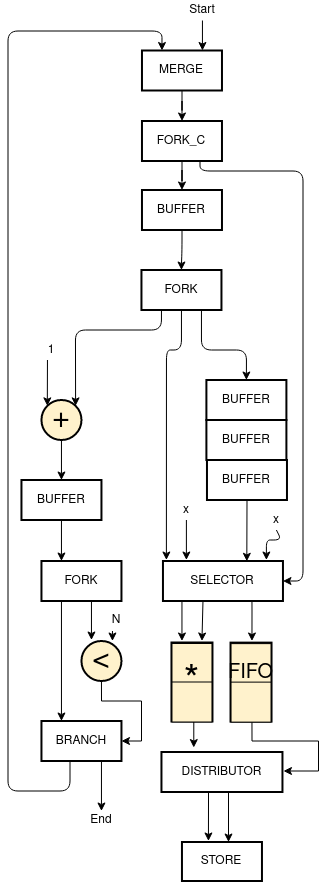 Start
MERGE
FORK_C
BUFFER
FORK
1
+
BUFFER
BUFFER
BUFFER
BUFFER
x
x
FORK
SELECTOR
N
<
*
FIFO
BRANCH
DISTRIBUTOR
End
STORE